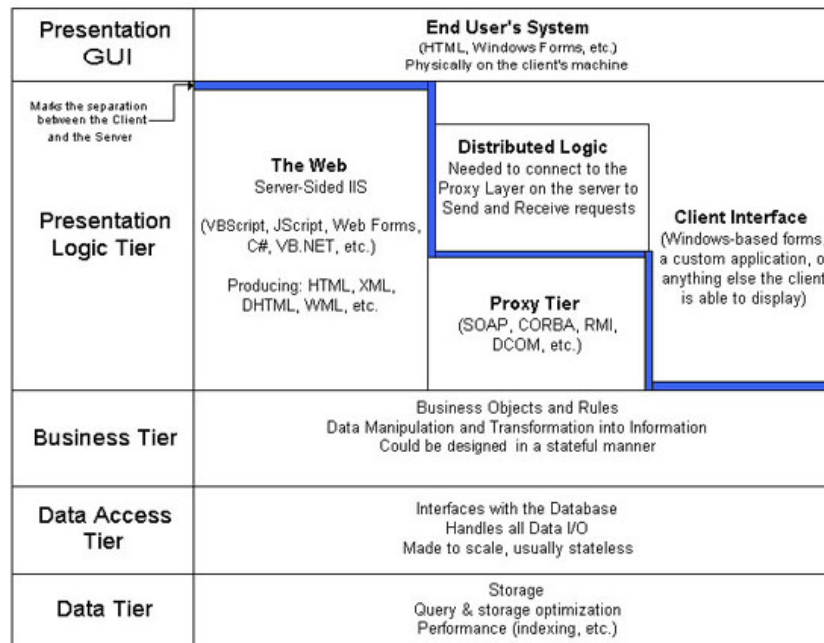 Presentation
GUI
End User's System
(HTML, Windows Forms, etc.)
Physically on the client's machine
Marks the separation
between the Client
and the Server
Presentation
Logic Tier
The Web
Server-Sided IIS
(VBScript, JScript, Web Forms,
C#, VB.NET, etc.)
Producing: HTML, XML,
DHTML, WML, etc.
Distributed Logic
Needed to connect to the
Proxy Layer on the server to
Send and Receive requests
Proxy Tier
(SOAP, CORBA, RMI,
DCOM, etc.)
Client Interface
(Windows-based forms,
a custom application, o
anything else the client
is able to display)
Business Tier
Business Objects and Rules
Data Manipulation and Transformation into Information
Could be designed in a stateful manner
Data Access
Tier
Interfaces with the Database
Handles all Data I/O
Made to scale, usually stateless
Data Tier
Storage
Query & storage optimization
Performance (indexing, etc.)